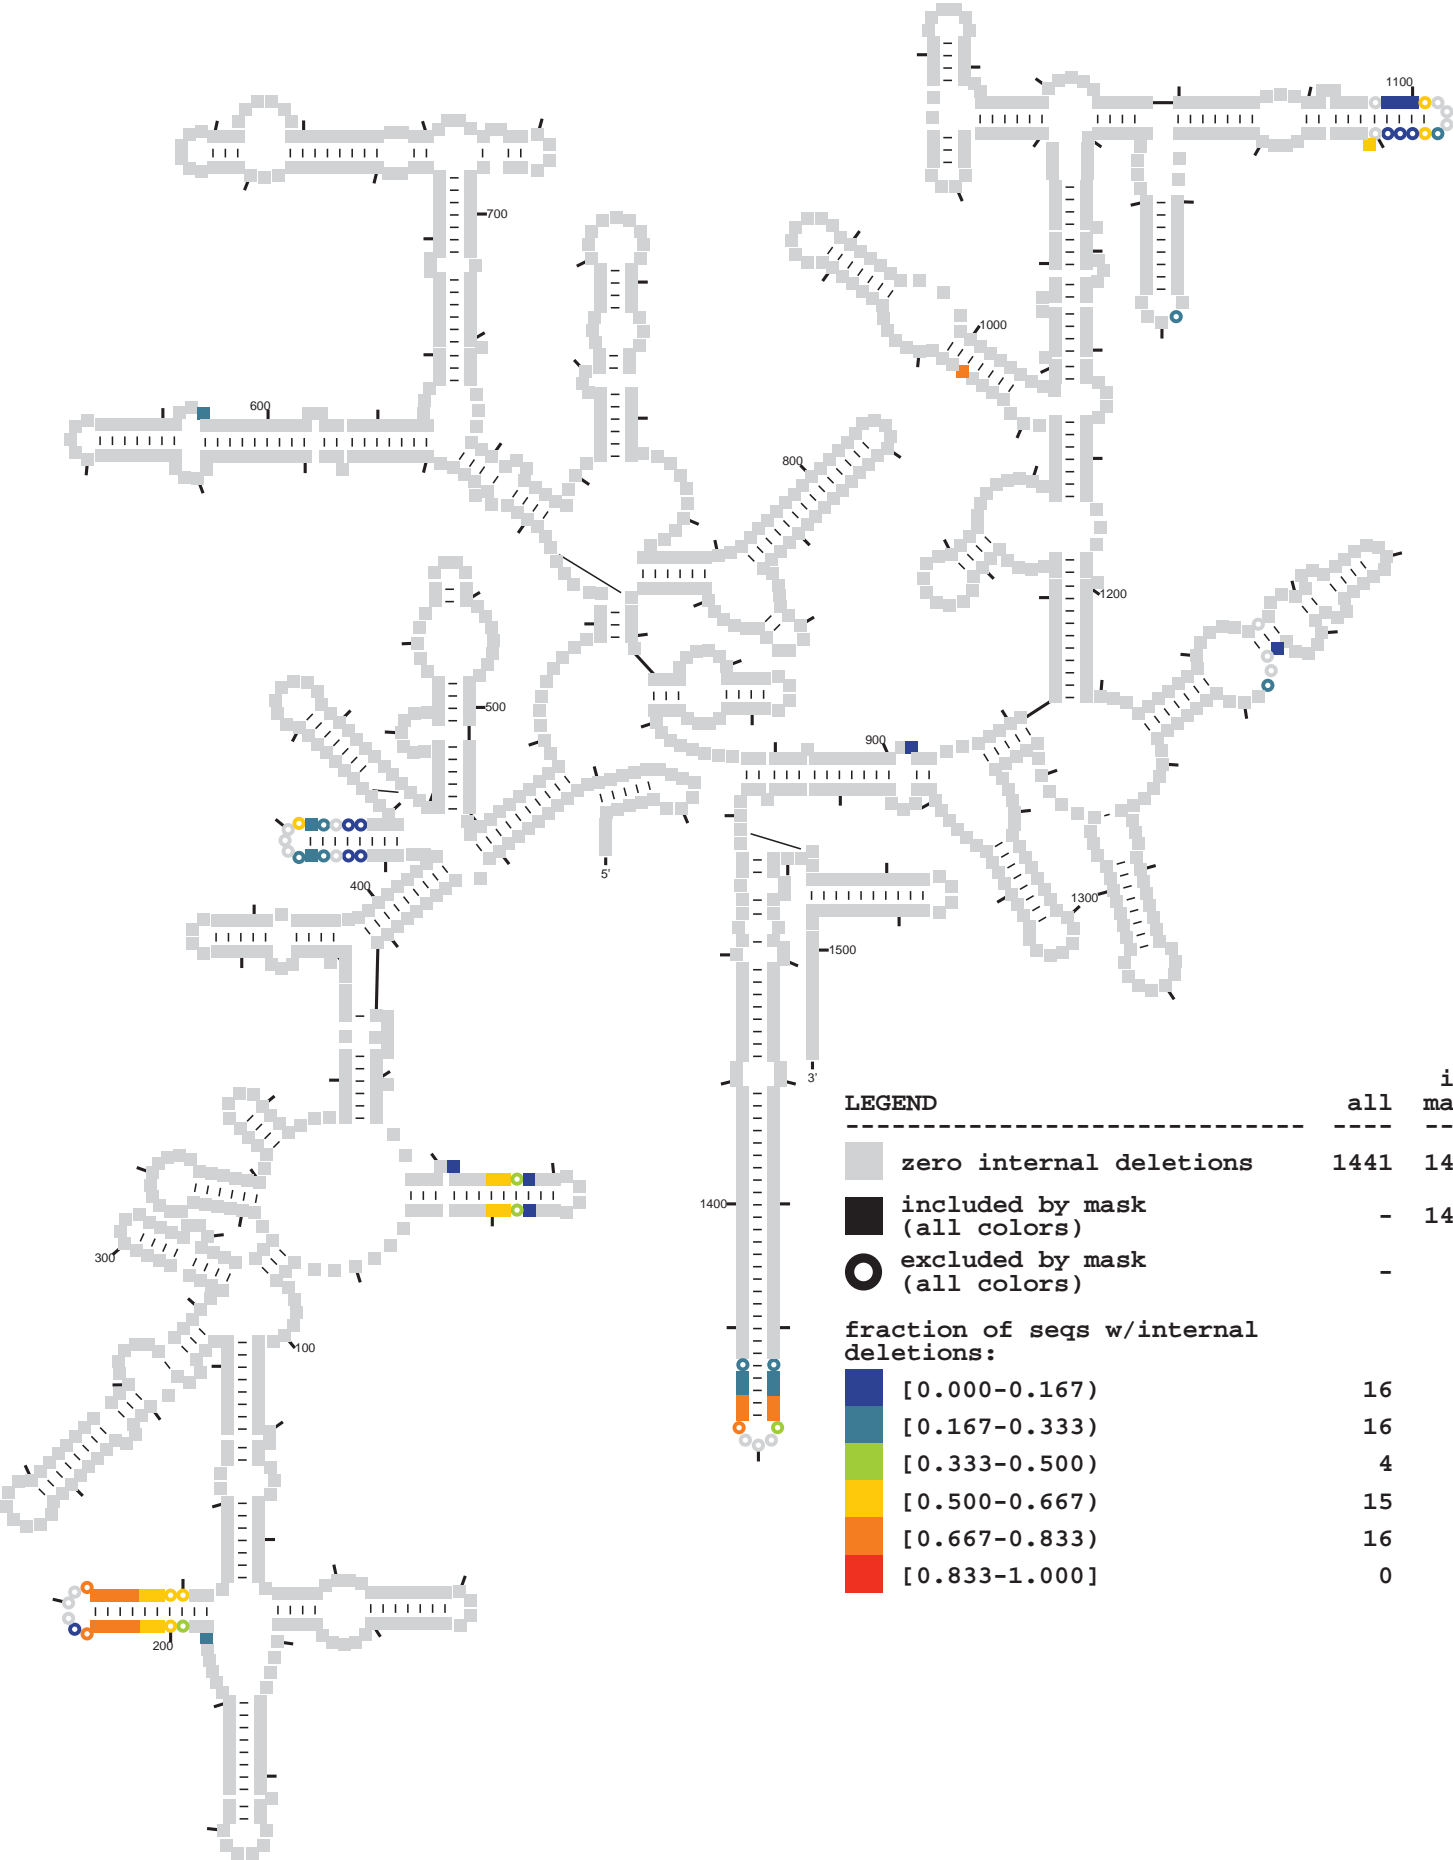 1100
700
1000
600
800
1200
500
900
400
5'
1300
1500
3'
i
LEGEND all ma
------------------------------ ---- --
zero internal deletions 1441 14
1400
included by mask
(all colors) - 14
300
excluded by mask
(all colors) -
fraction of seqs w/internal
deletions:
100
[0.000-0.167) 16
[0.167-0.333) 16
[0.333-0.500) 4
[0.500-0.667) 15
[0.667-0.833) 16
[0.833-1.000] 0
200